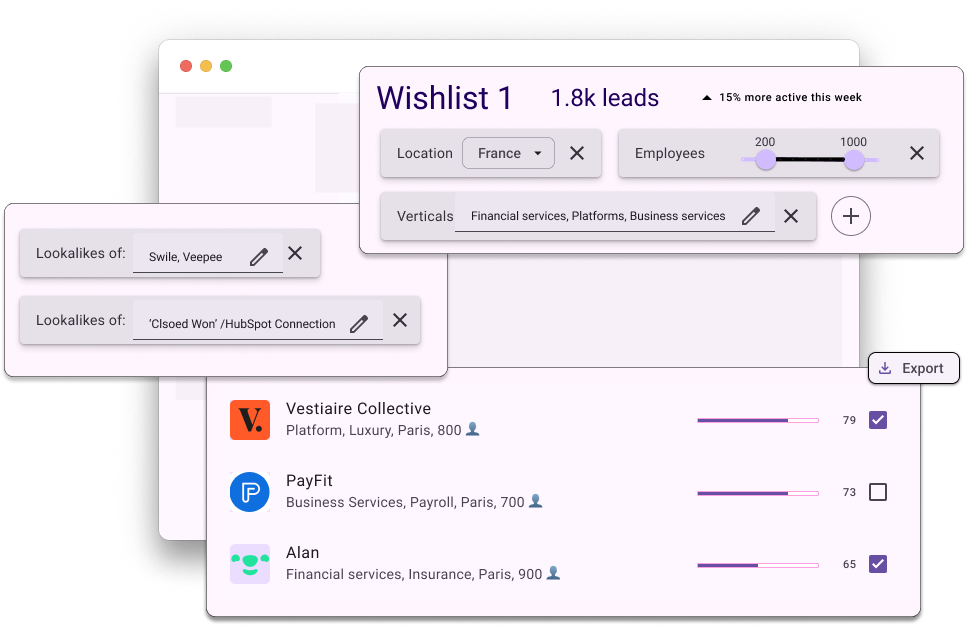 Wishlist 1
1.8k leads
15% more active this week
Location
France
Employees
200
1000
Verticals
Financial services, Platforms, Business services
Lookalikes of:
Swile, Veepee
Lookalikes of:
‘Clsoed Won’ /HubSpot Connection
Export
V.
Vestiaire Collective
79
Platform, Luxury, Paris, 800
P
PayFit
73
Business Services, Payroll, Paris, 700
Alan
65
Financial services, Insurance, Paris, 900